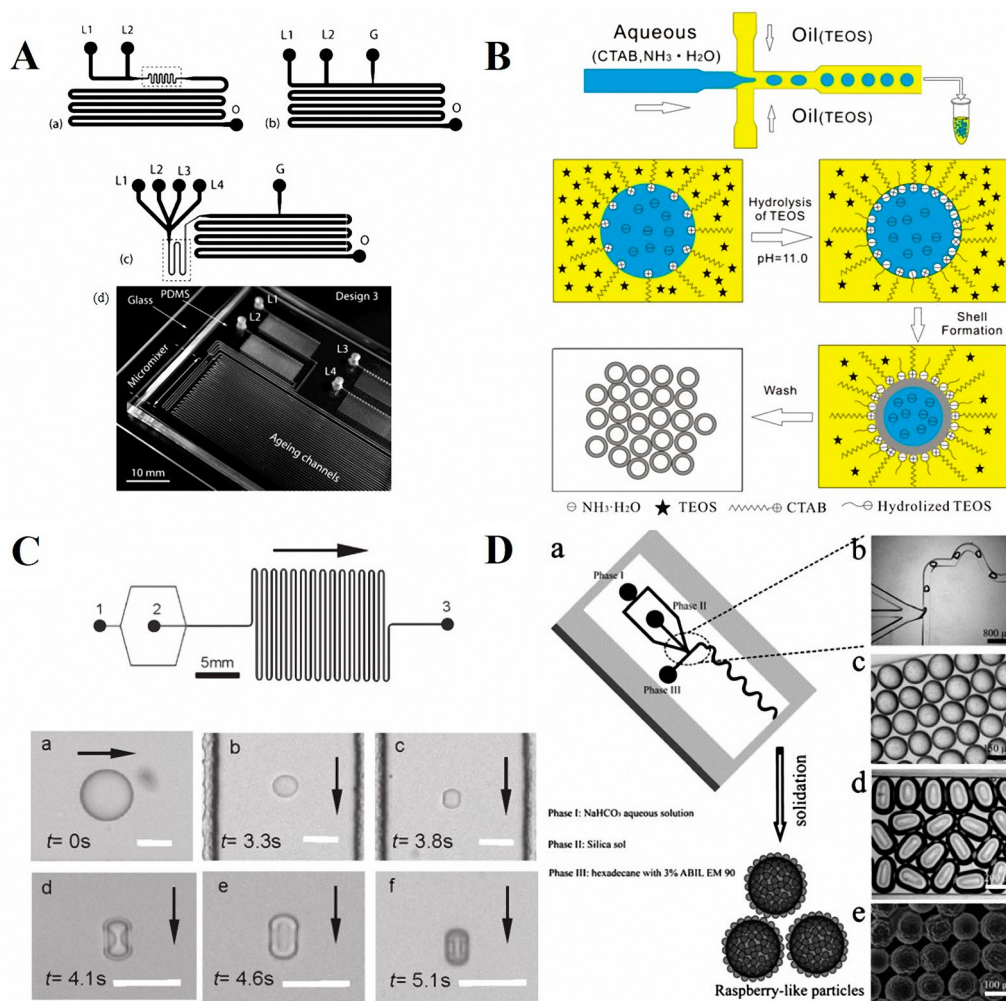 A
L1 L2
O
(a)
L1 L2 G
O
(b)
L1 L2 L3 L4
G
O
(c)
(d)
Glass
PDMS
L1
L2
Design 3
Micromixer
L3
L4
Ageing channels
10 mm
B
Aqueous
(CTAB,NH₃・H₂O)
Oil(TEOS)
Oil(TEOS)
Hydrolysis
of TEOS
pH=11.0
Shell
Formation
Wash
NH₃·H₂O
TEOS
CTAB
Hydrolized TEOS
C
1 2 3
5mm
a
t= 0s
b
t= 3.3s
c
t= 3.8s
d
t= 4.1s
e
t= 4.6s
f
t= 5.1s
D
a
Phase I
Phase II
Phase III
solidation
Phase I: NaHCO₃ aqueous solution
Phase II: Silica sol
Phase III: hexadecane with 3% ABIL EM 90
Raspberry-like particles
b
800
c
d
e
100